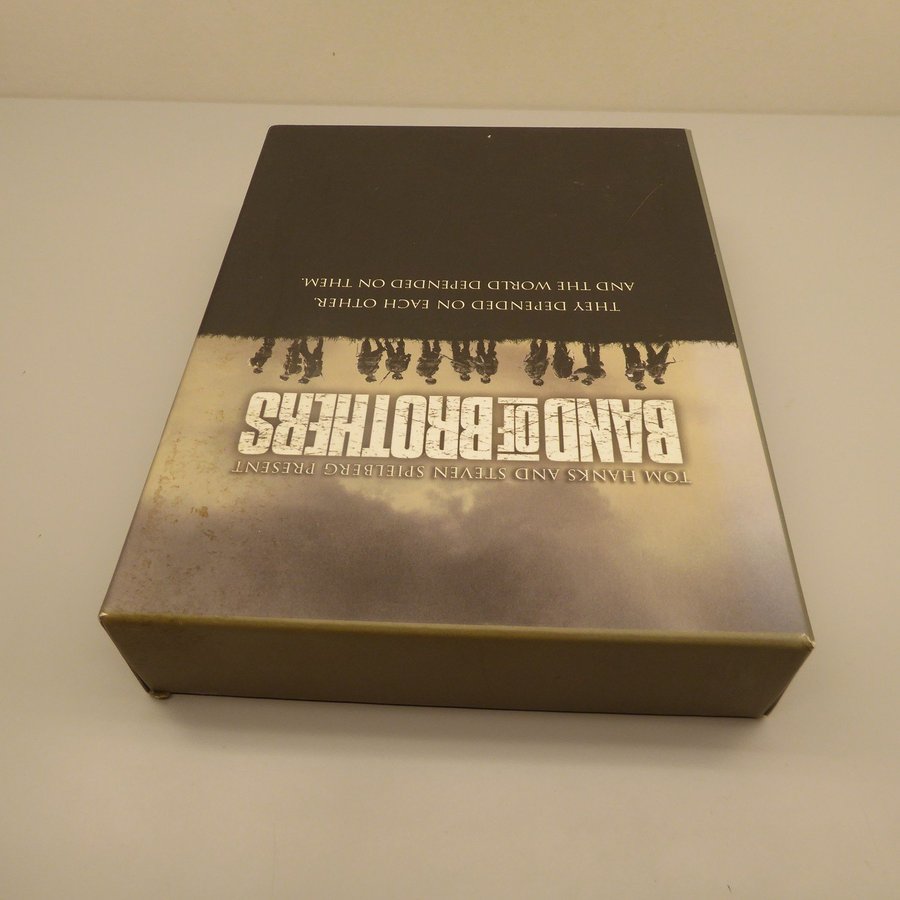 TOM HANKS AND STEVEN SPIELBERG PRESENT
BAND OF BROTHERS
THEY DEPENDED ON EACH OTHER.
AND THE WORLD DEPENDED ON THEM.